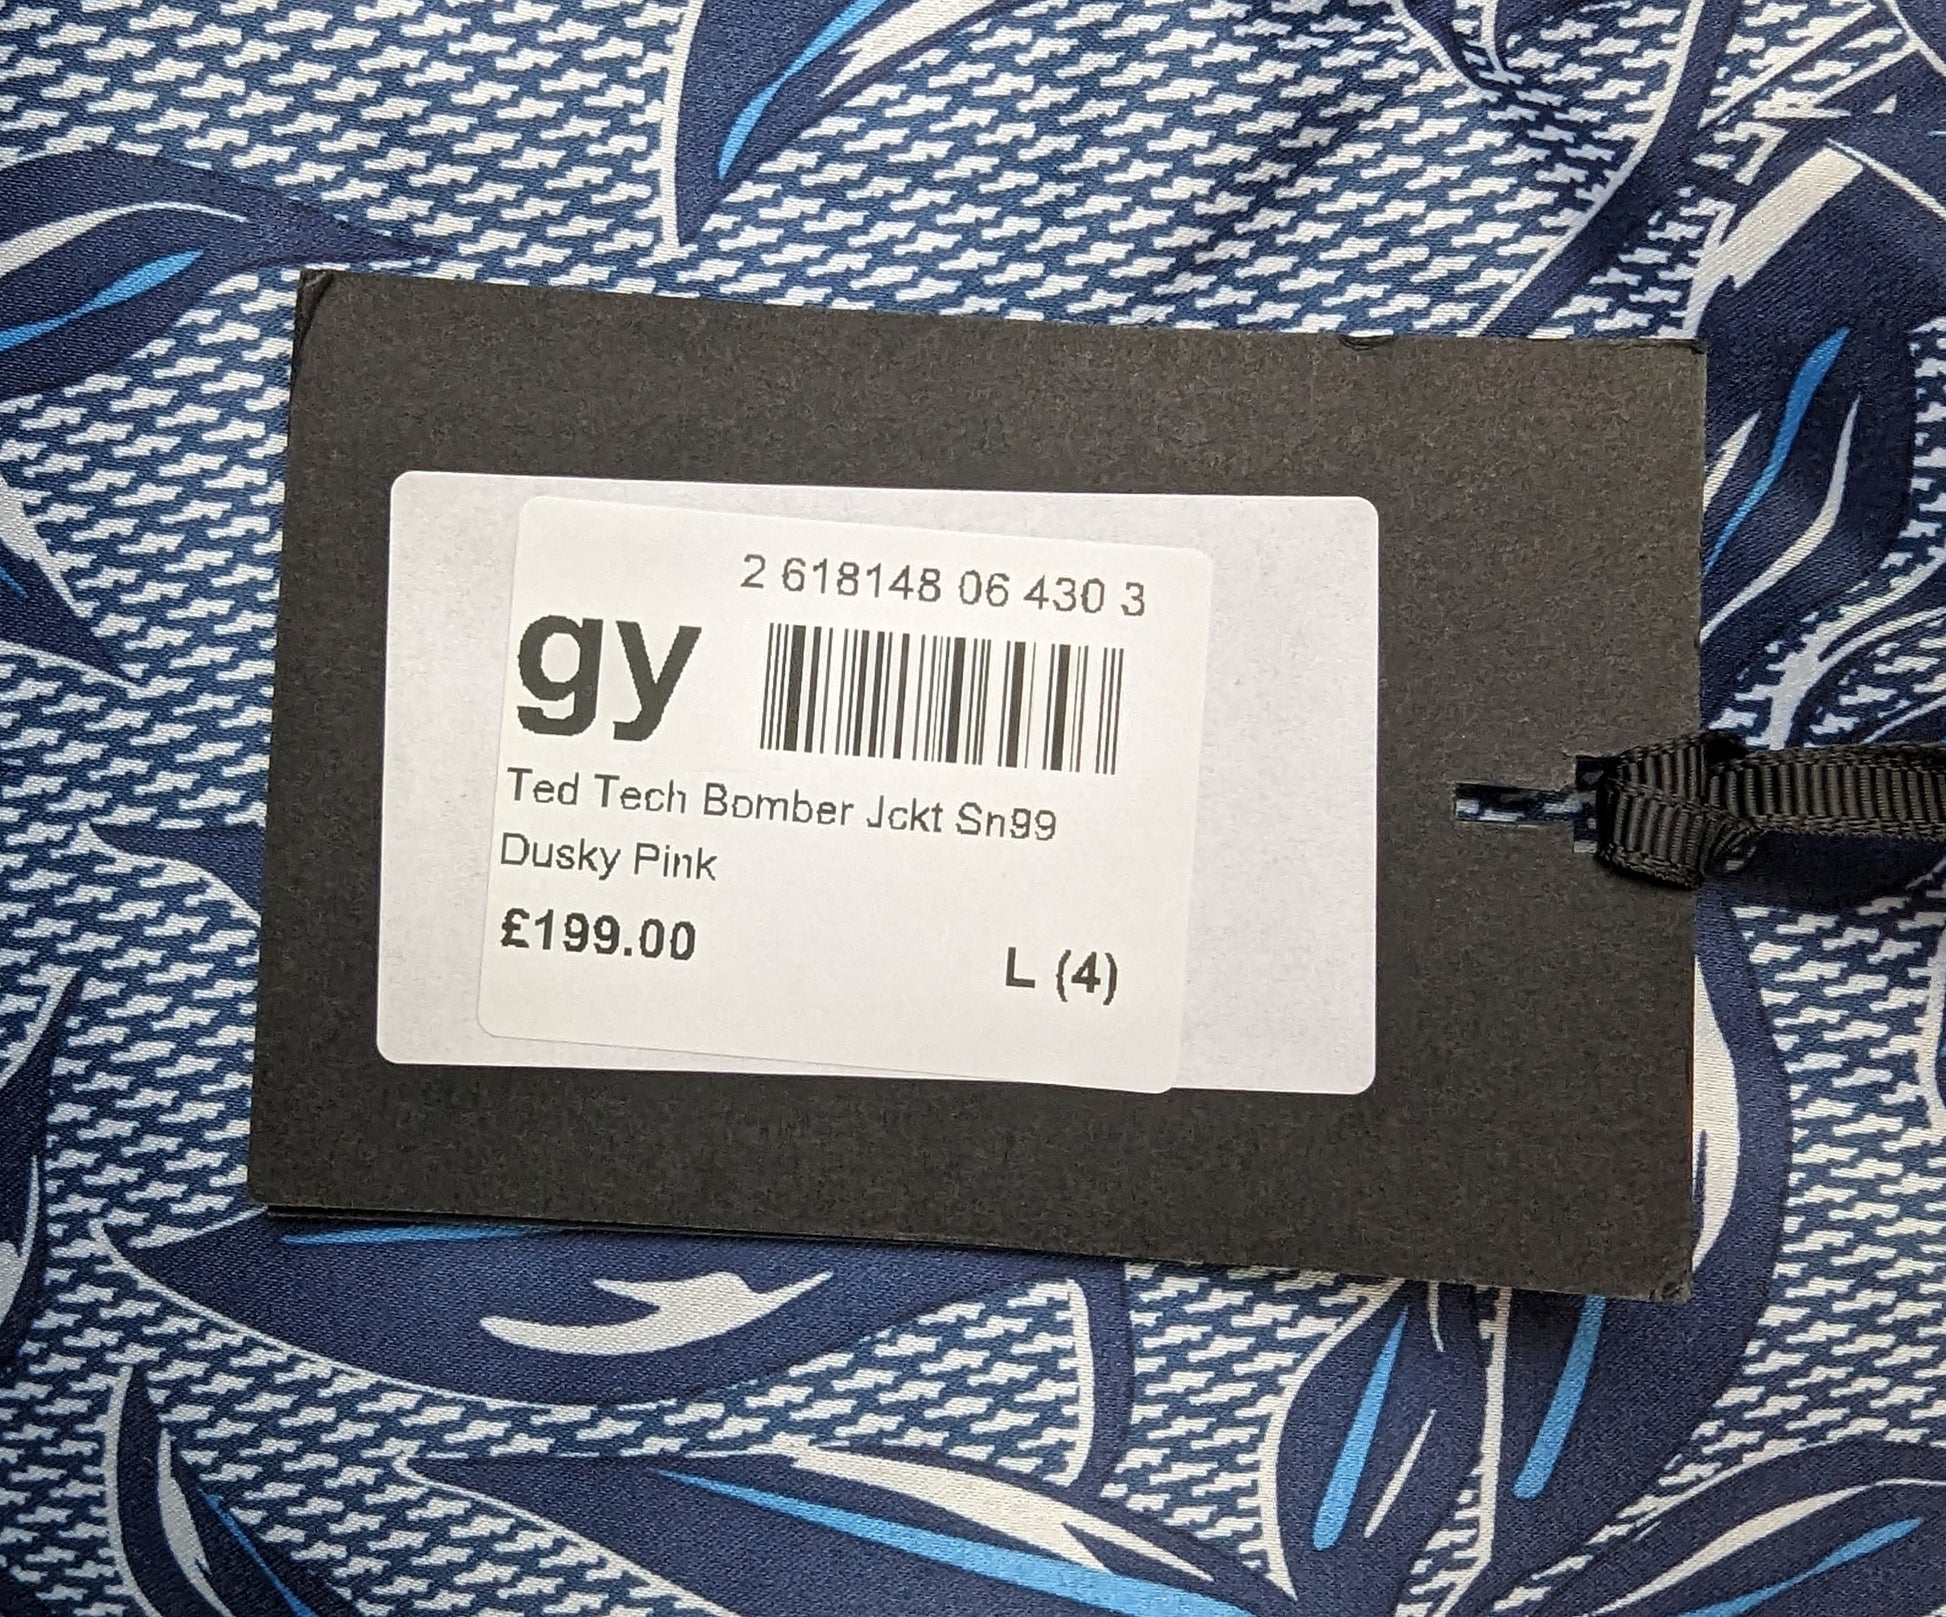 2 618148 06 430 3
gy
Ted Tech Bomber Jckt Sn99
Dusky Pink
£199.00
L (4)